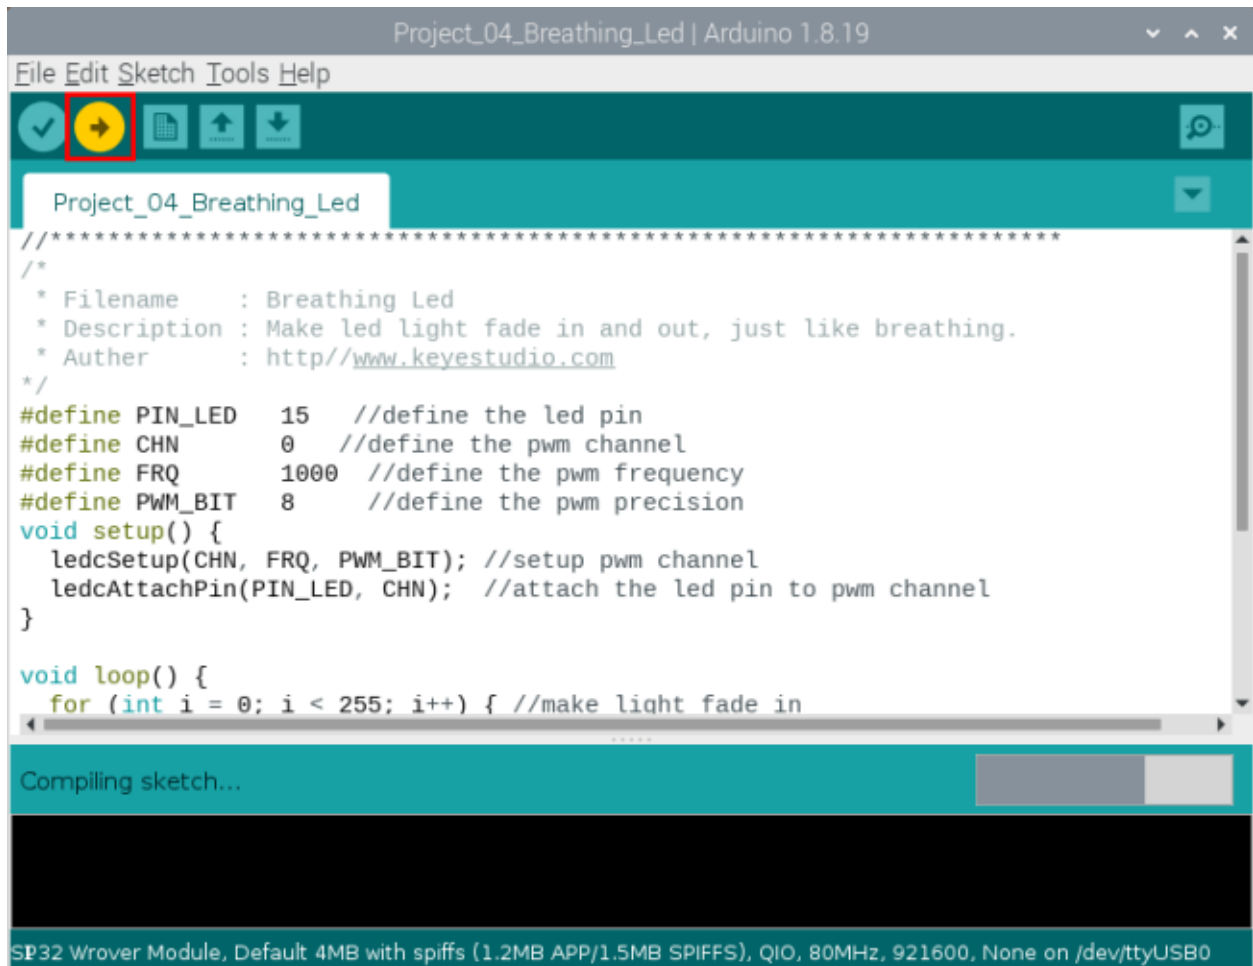 Project_04_Breathing_Led | Arduino 1.8.19
File Edit Sketch Tools Help
Project_04_Breathing_Led
//**********************************************************************
/*
 * Filename    : Breathing Led
 * Description : Make led light fade in and out, just like breathing.
 * Auther      : http//www.keyestudio.com
*/
#define PIN_LED   15   //define the led pin
#define CHN       0   //define the pwm channel
#define FRQ       1000  //define the pwm frequency
#define PWM_BIT   8     //define the pwm precision
void setup() {
  ledcSetup(CHN, FRQ, PWM_BIT); //setup pwm channel
  ledcAttachPin(PIN_LED, CHN);  //attach the led pin to pwm channel
}
void loop() {
  for (int i = 0; i < 255; i++) { //make light fade in
Compiling sketch...
SP32 Wrover Module, Default 4MB with spiffs (1.2MB APP/1.5MB SPIFFS), QIO, 80MHz, 921600, None on /dev/ttyUSB0